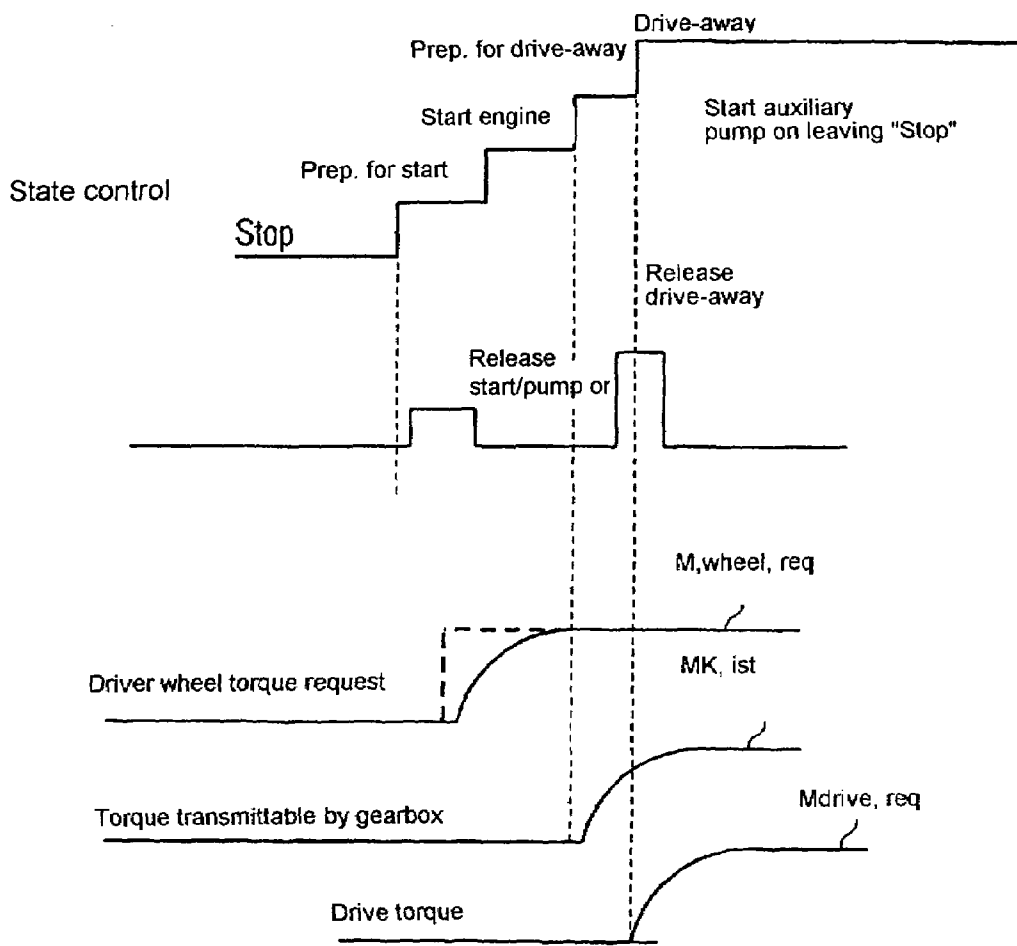 Drive-away
Prep. for drive-away
Start engine
Start auxiliary
pump on leaving "Stop"
Prep. for start
State control
Stop
Release
drive-away
Release
start/pump or
M,wheel, req
MK, ist
Driver wheel torque request
Mdrive, req
Torque transmittable by gearbox
Drive torque